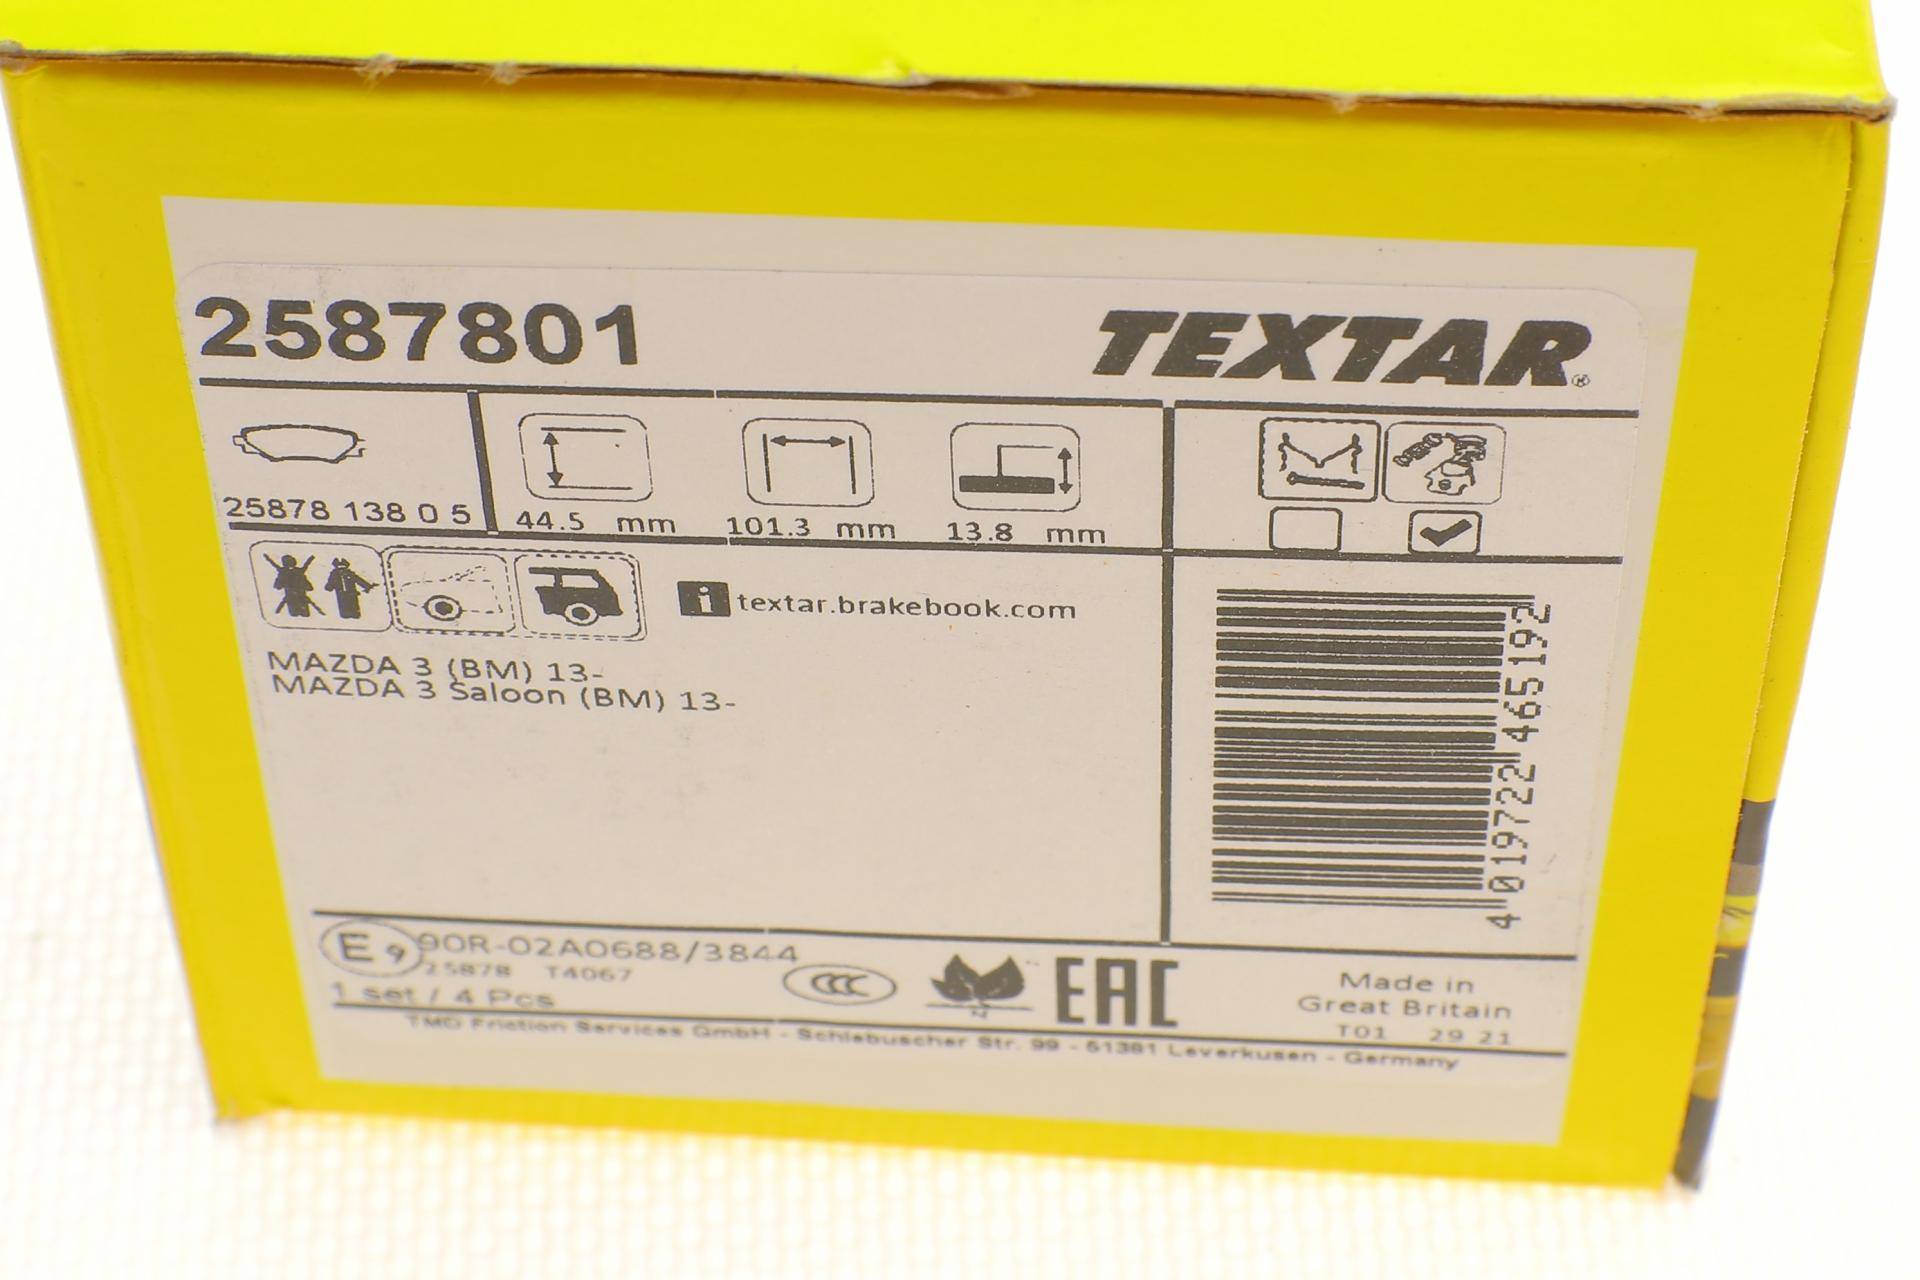 2587801
TEXTAR
25878 138 0 5
44.5 mm
101.3 mm
13.8 mm
i textar.brakebook.com
MAZDA 3 (BM) 13-
MAZDA 3 Saloon (BM) 13-
4 019722 465192
E9 90R-02A0688/3844
25878 T4067
1 set / 4 Pcs
CCC
EAC
Made in
Great Britain
T01 29 21
TMD Friction Services GmbH - Schlebuscher Str. 99 - 51381 Leverkusen - Germany